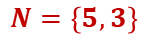 N = {5, 3}